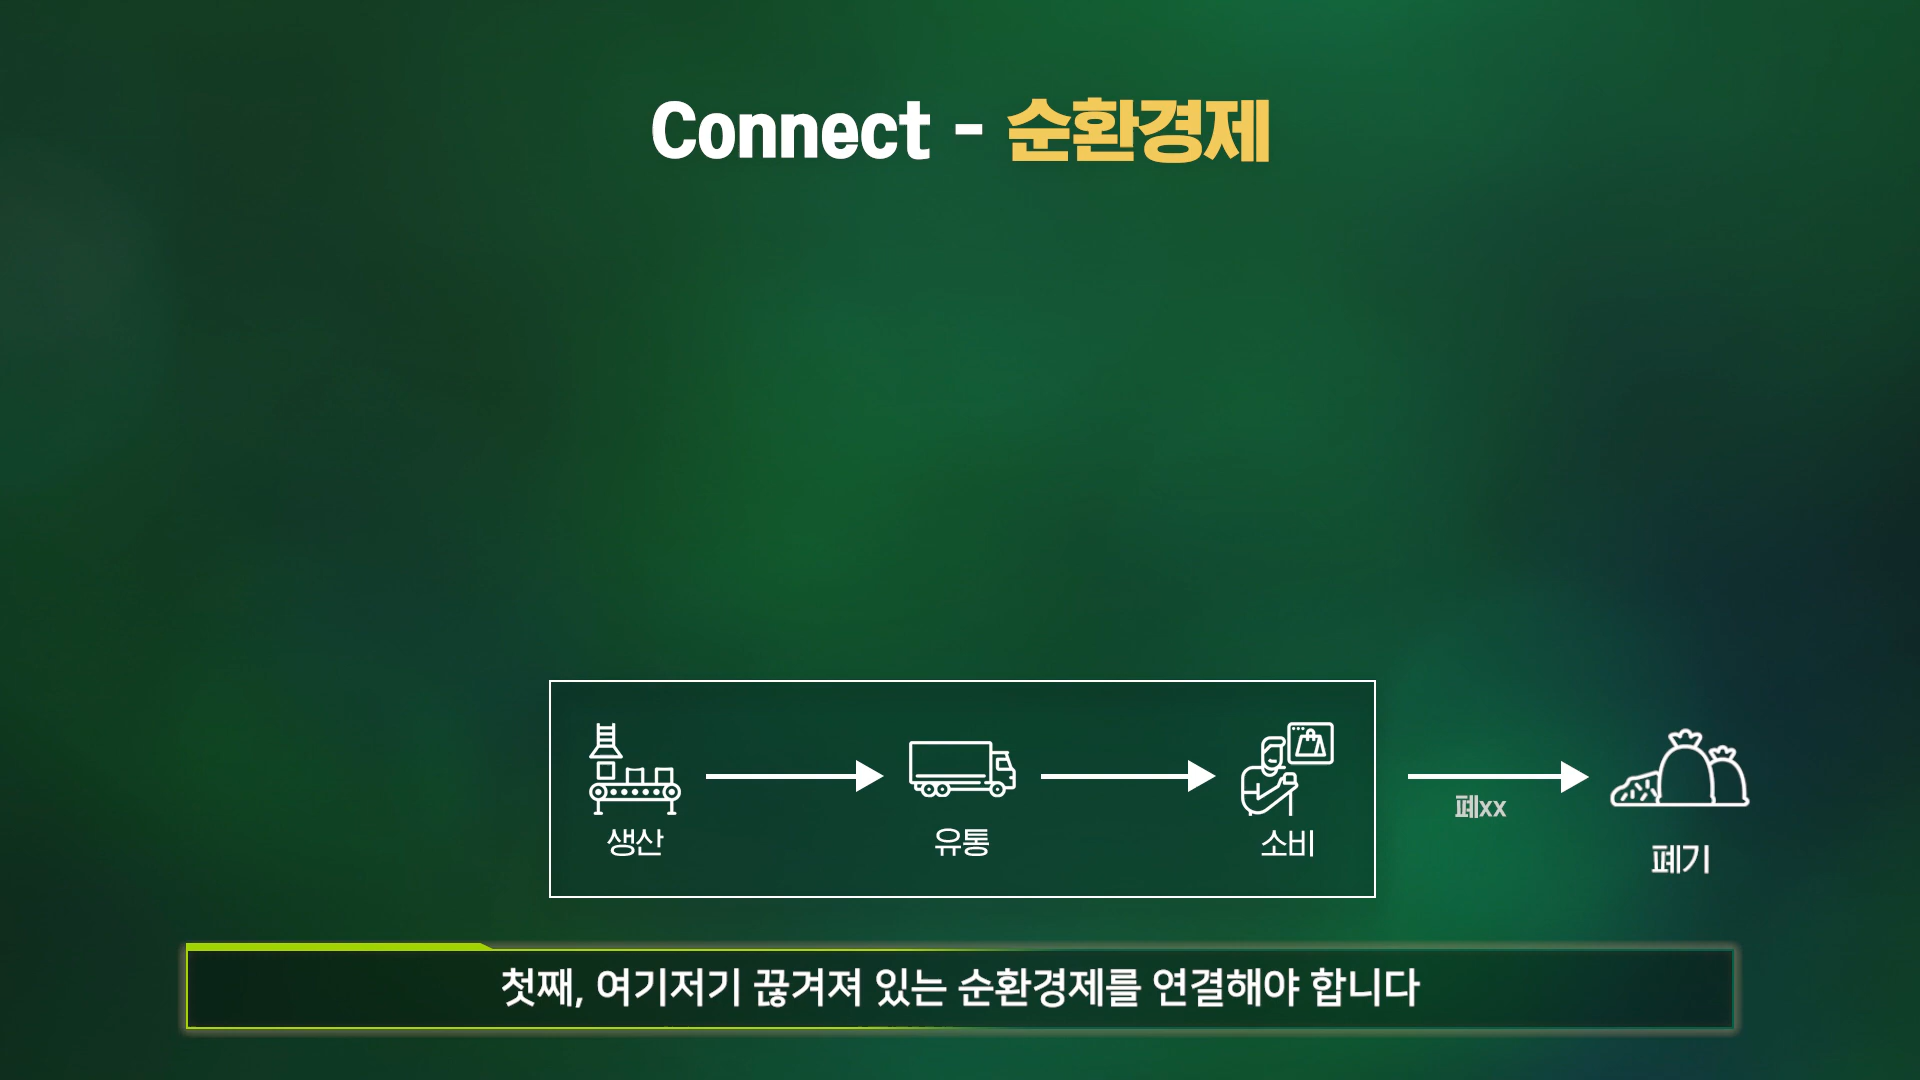 Connect - 순환경제
생산
유통
소비
폐xx
폐기
첫째, 여기저기 끊겨져 있는 순환경제를 연결해야 합니다